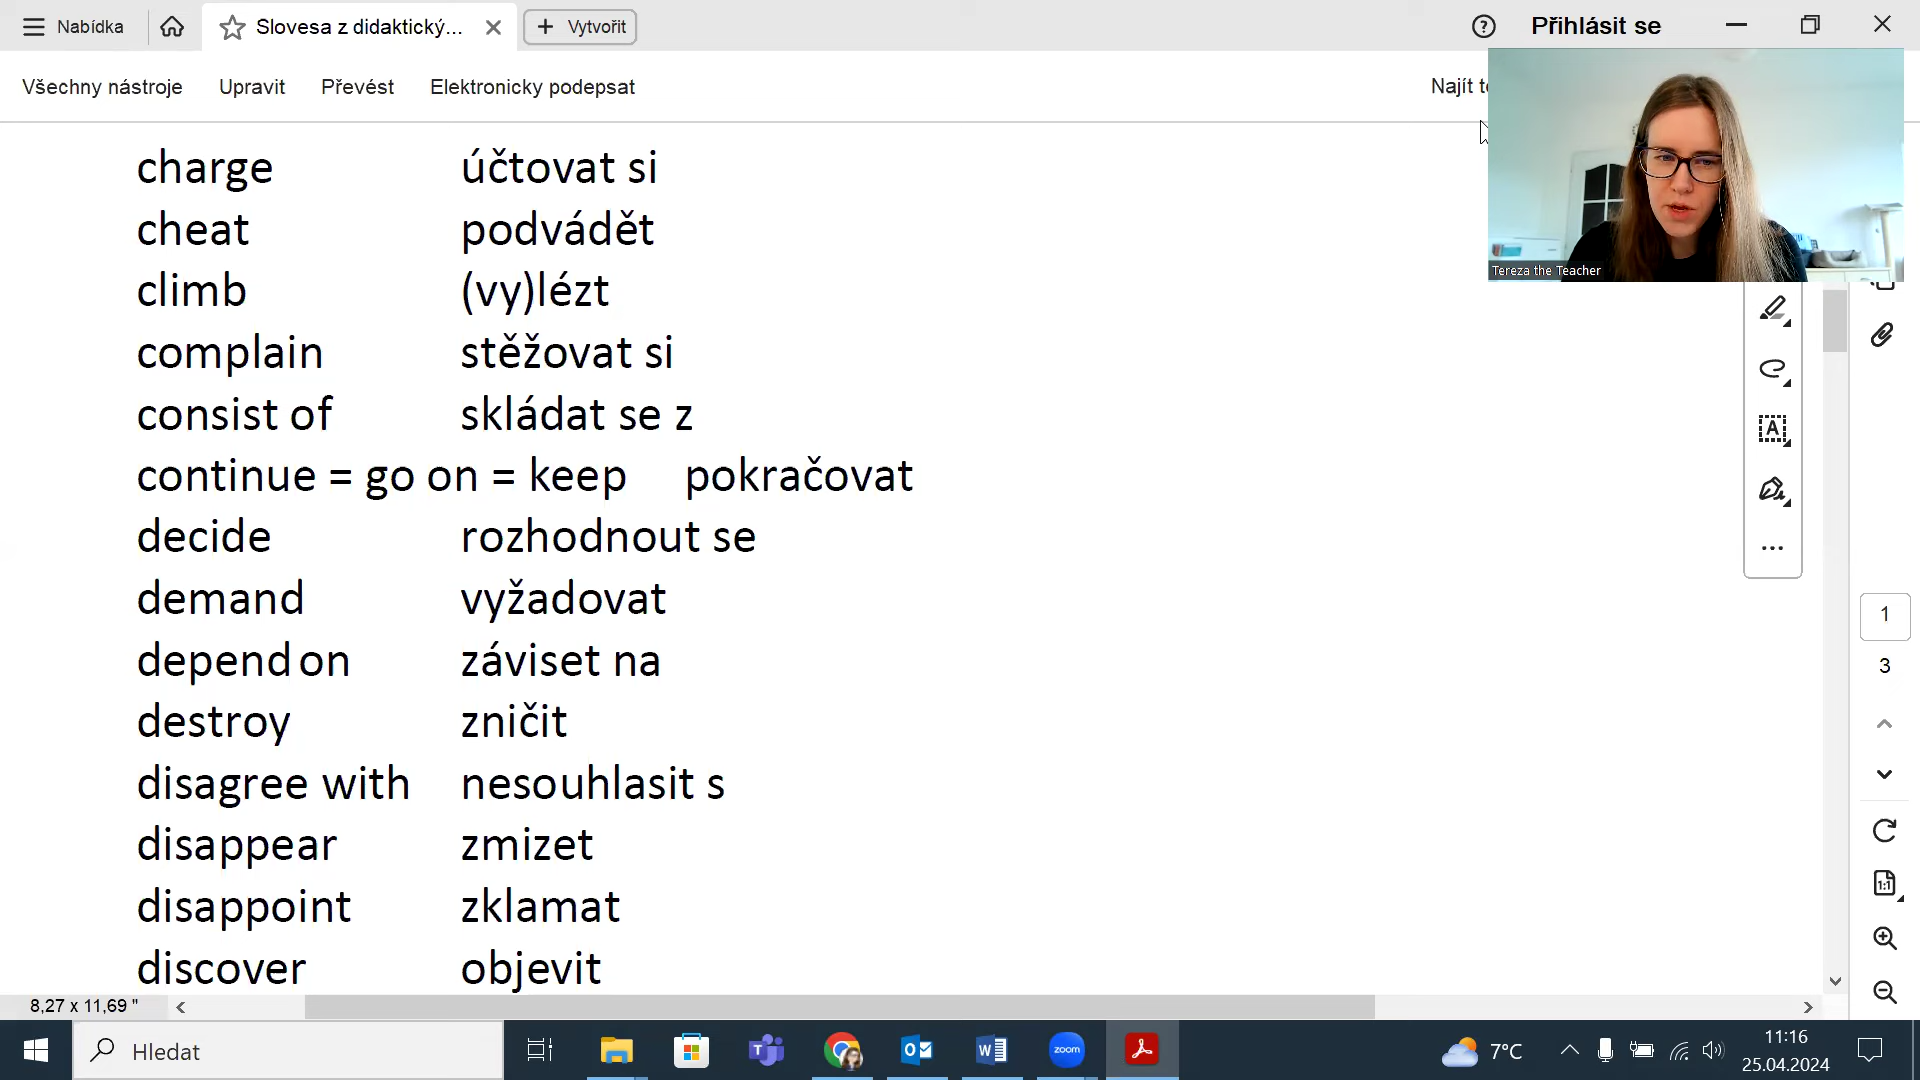 Nabídka
Slovesa z didaktický...
+ Vytvořit
Přihlásit se
Všechny nástroje
Upravit
Převést
Elektronicky podepsat
Najít
Tereza the Teacher
charge účtovat si
cheat podvádět
climb (vy)lézt
complain stěžovat si
consist of skládat se z
continue = go on = keep pokračovat
decide rozhodnout se
demand vyžadovat
depend on záviset na
destroy zničit
disagree with nesouhlasit s
disappear zmizet
disappoint zklamat
discover objevit
1
3
8,27 x 11,69 "
Hledat
zoom
7°C
11:16
25.04.2024